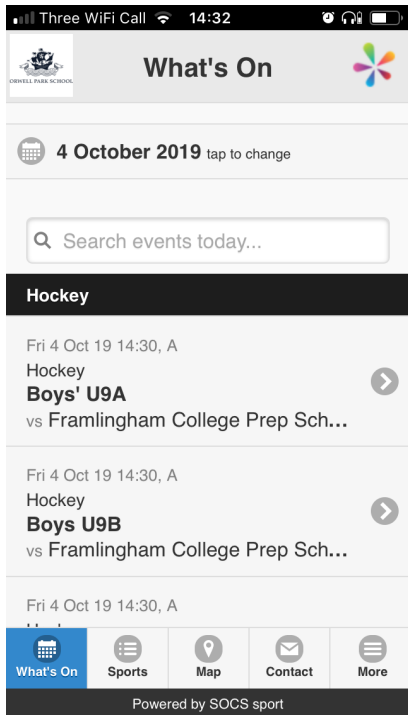 Three WiFi Call 14:32
ORWELL PARK SCHOOL
What's On
4 October 2019 tap to change
Search events today...
Hockey
Fri 4 Oct 19 14:30, A
Hockey
Boys' U9A
vs Framlingham College Prep Sch...
Fri 4 Oct 19 14:30, A
Hockey
Boys U9B
vs Framlingham College Prep Sch...
Fri 4 Oct 19 14:30, A
What's On Sports Map Contact More
Powered by SOCS sport